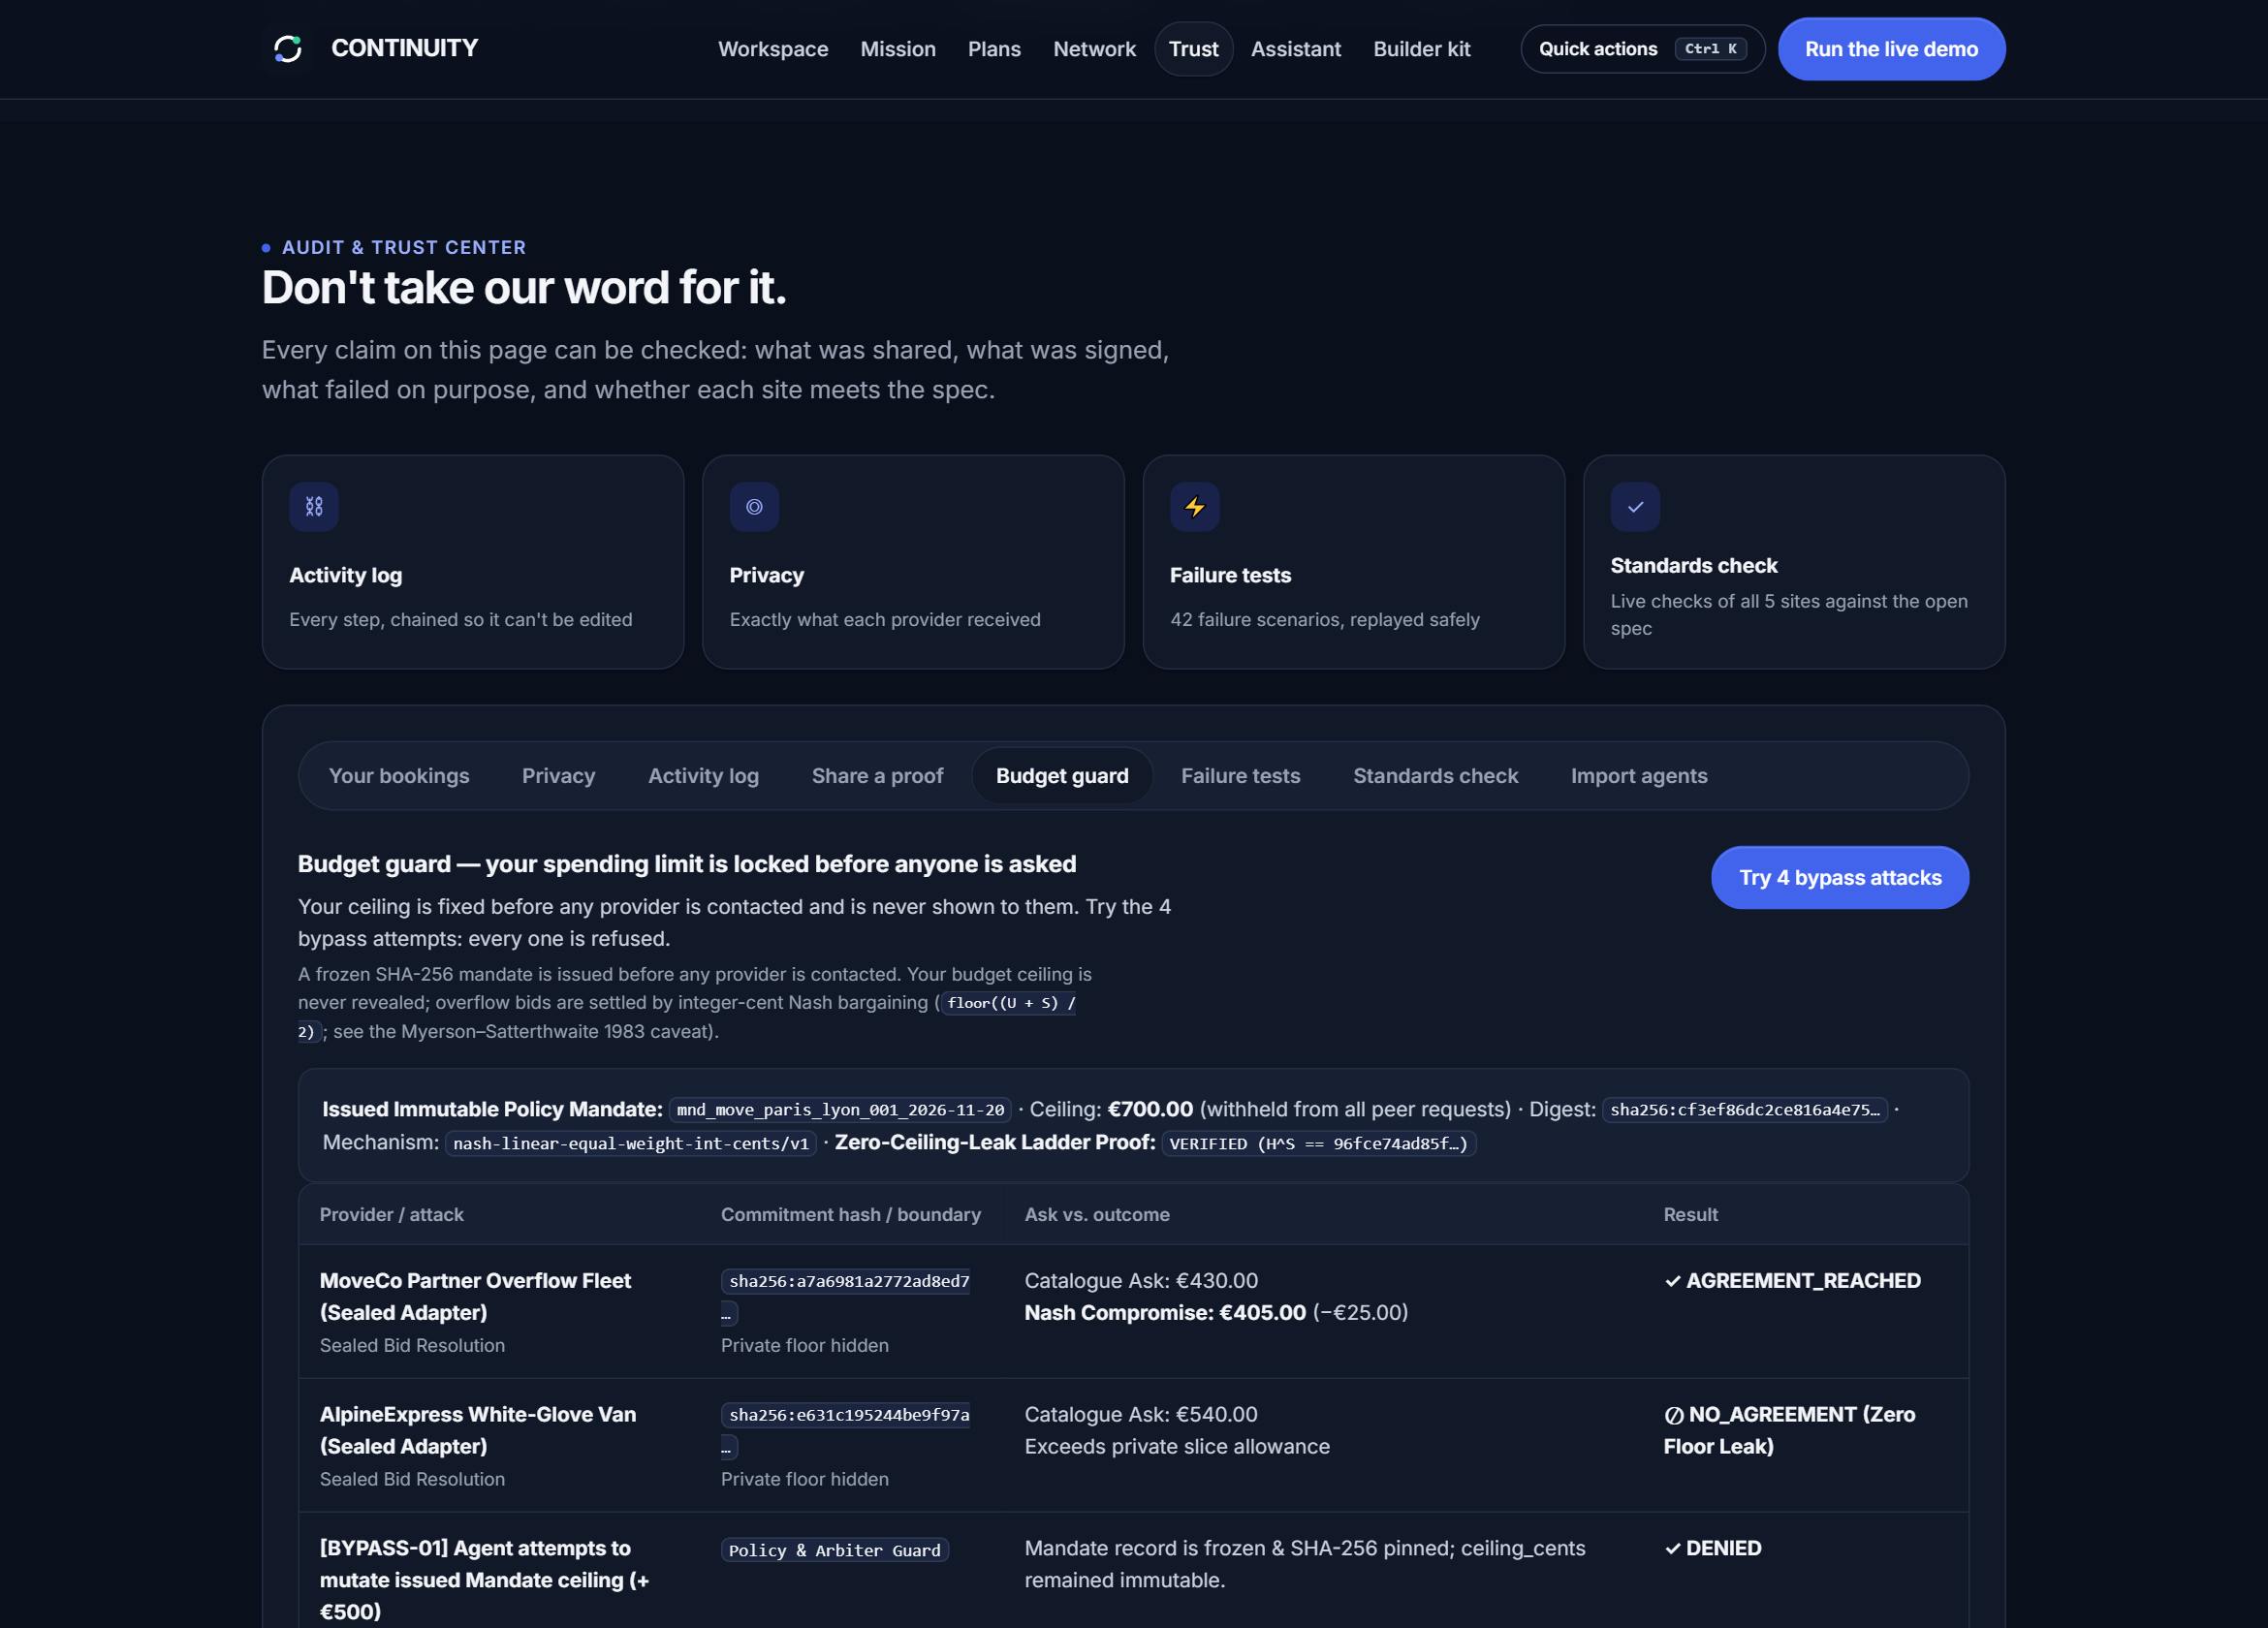 CONTINUITY
Workspace
Mission
Plans
Network
Trust
Assistant
Builder kit
Quick actions Ctrl K
Run the live demo
AUDIT & TRUST CENTER
Don't take our word for it.
Every claim on this page can be checked: what was shared, what was signed,
what failed on purpose, and whether each site meets the spec.
Activity log
Every step, chained so it can't be edited
Privacy
Exactly what each provider received
Failure tests
42 failure scenarios, replayed safely
Standards check
Live checks of all 5 sites against the open
spec
Your bookings
Privacy
Activity log
Share a proof
Budget guard
Failure tests
Standards check
Import agents
Budget guard — your spending limit is locked before anyone is asked
Try 4 bypass attacks
Your ceiling is fixed before any provider is contacted and is never shown to them. Try the 4
bypass attempts: every one is refused.
A frozen SHA-256 mandate is issued before any provider is contacted. Your budget ceiling is
never revealed; overflow bids are settled by integer-cent Nash bargaining (floor((U + S) /
2); see the Myerson–Satterthwaite 1983 caveat).
Issued Immutable Policy Mandate: mnd_move_paris_lyon_001_2026-11-20 · Ceiling: €700.00 (withheld from all peer requests) · Digest: sha256:cf3ef86dc2ce816a4e75… ·
Mechanism: nash-linear-equal-weight-int-cents/v1 · Zero-Ceiling-Leak Ladder Proof: VERIFIED (H^S == 96fce74ad85f…)
Provider / attack
Commitment hash / boundary
Ask vs. outcome
Result
MoveCo Partner Overflow Fleet
(Sealed Adapter)
Sealed Bid Resolution
sha256:a7a6981a2772ad8ed7
…
Private floor hidden
Catalogue Ask: €430.00
Nash Compromise: €405.00 (−€25.00)
✓ AGREEMENT_REACHED
AlpineExpress White-Glove Van
(Sealed Adapter)
Sealed Bid Resolution
sha256:e631c195244be9f97a
…
Private floor hidden
Catalogue Ask: €540.00
Exceeds private slice allowance
NO_AGREEMENT (Zero
Floor Leak)
[BYPASS-01] Agent attempts to
mutate issued Mandate ceiling (+
€500)
Policy & Arbiter Guard
Mandate record is frozen & SHA-256 pinned; ceiling_cents
remained immutable.
✓ DENIED